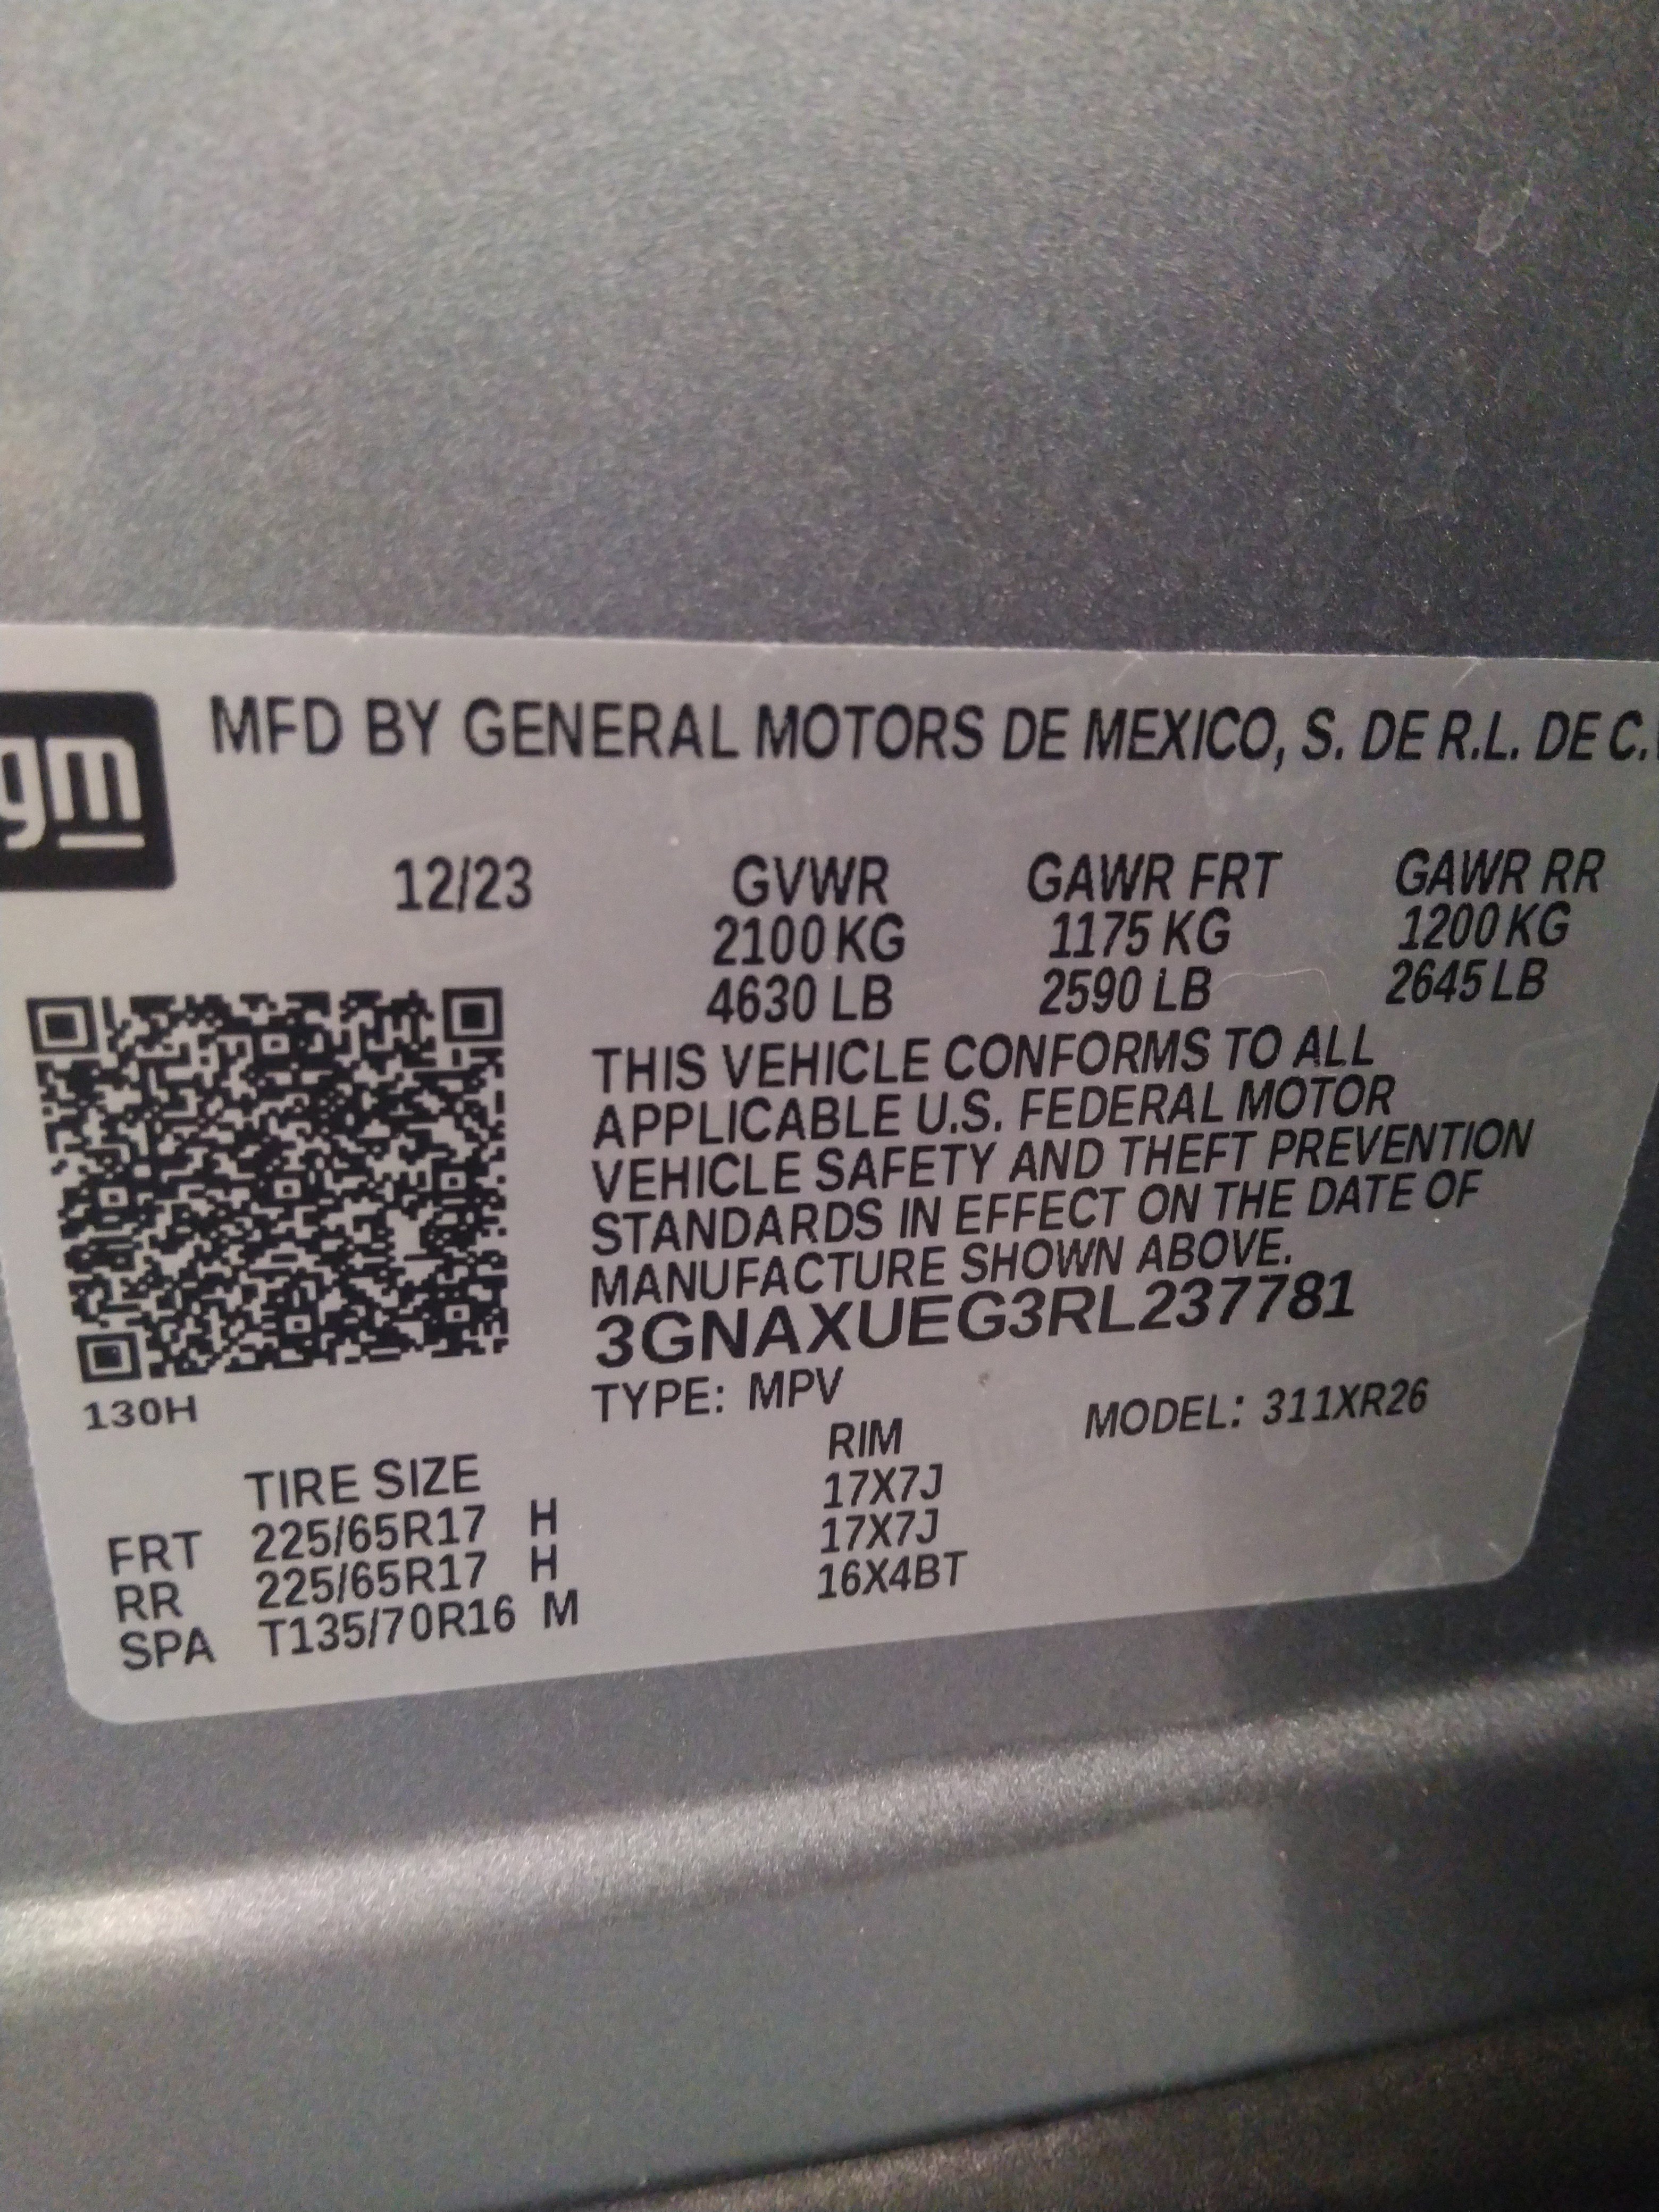 gm
MFD BY GENERAL MOTORS DE MEXICO, S. DE R.L. DE C.
12/23 GVWR GAWR FRT GAWR RR
2100 KG 1175 KG 1200 KG
4630 LB 2590 LB 2645 LB
THIS VEHICLE CONFORMS TO ALL
APPLICABLE U.S. FEDERAL MOTOR
VEHICLE SAFETY AND THEFT PREVENTION
STANDARDS IN EFFECT ON THE DATE OF
MANUFACTURE SHOWN ABOVE.
3GNAXUEG3RL237781
130H TYPE: MPV MODEL: 311XR26
TIRE SIZE RIM
FRT 225/65R17 H 17X7J
RR 225/65R17 H 17X7J
SPA T135/70R16 M 16X4BT